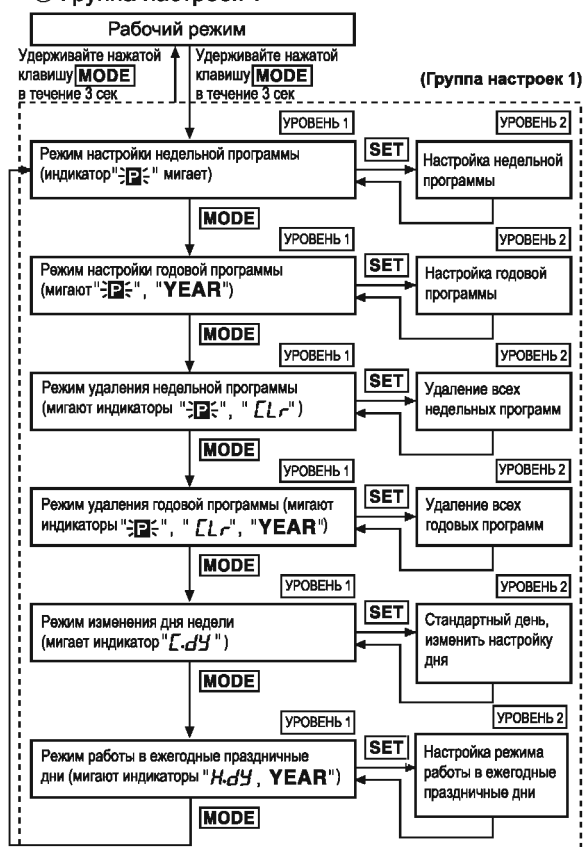 Группа настроек 1
Рабочий режим
Удерживайте нажатой
клавишу MODE
в течение 3 сек
Удерживайте нажатой
клавишу MODE
в течение 3 сек
(Группа настроек 1)
УРОВЕНЬ 1
Режим настройки недельной программы
(индикатор "P" мигает)
SET
УРОВЕНЬ 2
Настройка недельной
программы
MODE
УРОВЕНЬ 1
Режим настройки годовой программы
(мигают "P", "YEAR")
SET
УРОВЕНЬ 2
Настройка годовой
программы
MODE
УРОВЕНЬ 1
Режим удаления недельной программы
(мигают индикаторы "P", "CLr")
SET
УРОВЕНЬ 2
Удаление всех
недельных программ
MODE
УРОВЕНЬ 1
Режим удаления годовой программы (мигают
индикаторы "P", "CLr", "YEAR")
SET
УРОВЕНЬ 2
Удаление всех
годовых программ
MODE
УРОВЕНЬ 1
Режим изменения дня недели
(мигает индикатор "C.dY")
SET
УРОВЕНЬ 2
Стандартный день,
изменить настройку
дня
MODE
УРОВЕНЬ 1
Режим работы в ежегодные праздничные
дни (мигают индикаторы "H.dY, YEAR")
SET
УРОВЕНЬ 2
Настройка режима
работы в ежегодные
праздничные дни
MODE